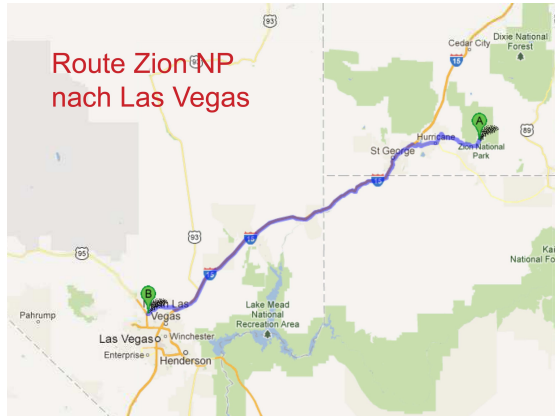 Route Zion NP
nach Las Vegas
93
93
Cedar City
Dixie National
Forest
15
A
89
Hurricane
Zion National
Park
St George
15
15
15
93
95
B
North Las
Vegas
Pahrump
Las Vegas
Winchester
Enterprise
Henderson
Lake Mead
National
Recreation Area
National Fo